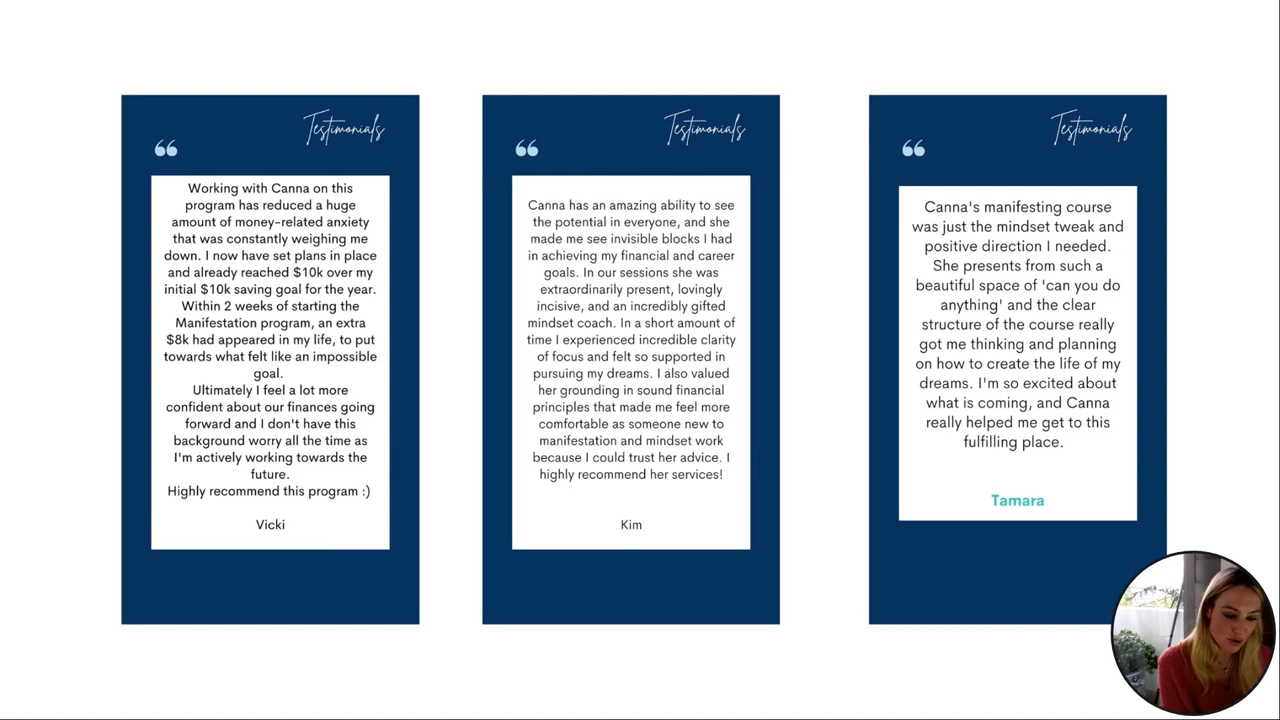 Testimonials
Working with Canna on this
program has reduced a huge
amount of money-related anxiety
that was constantly weighing me
down. I now have set plans in place
and already reached $10k over my
initial $10k saving goal for the year.
Within 2 weeks of starting the
Manifestation program, an extra
$8k had appeared in my life, to put
towards what felt like an impossible
goal.
Ultimately I feel a lot more
confident about our finances going
forward and I don't have this
background worry all the time as
I'm actively working towards the
future.
Highly recommend this program :)
Vicki
Testimonials
Canna has an amazing ability to see
the potential in everyone, and she
made me see invisible blocks I had
in achieving my financial and career
goals. In our sessions she was
extraordinarily present, lovingly
incisive, and an incredibly gifted
mindset coach. In a short amount of
time I experienced incredible clarity
of focus and felt so supported in
pursuing my dreams. I also valued
her grounding in sound financial
principles that made me feel more
comfortable as someone new to
manifestation and mindset work
because I could trust her advice. I
highly recommend her services!
Kim
Testimonials
Canna's manifesting course
was just the mindset tweak and
positive direction I needed.
She presents from such a
beautiful space of 'can you do
anything' and the clear
structure of the course really
got me thinking and planning
on how to create the life of my
dreams. I'm so excited about
what is coming, and Canna
really helped me get to this
fulfilling place.
Tamara